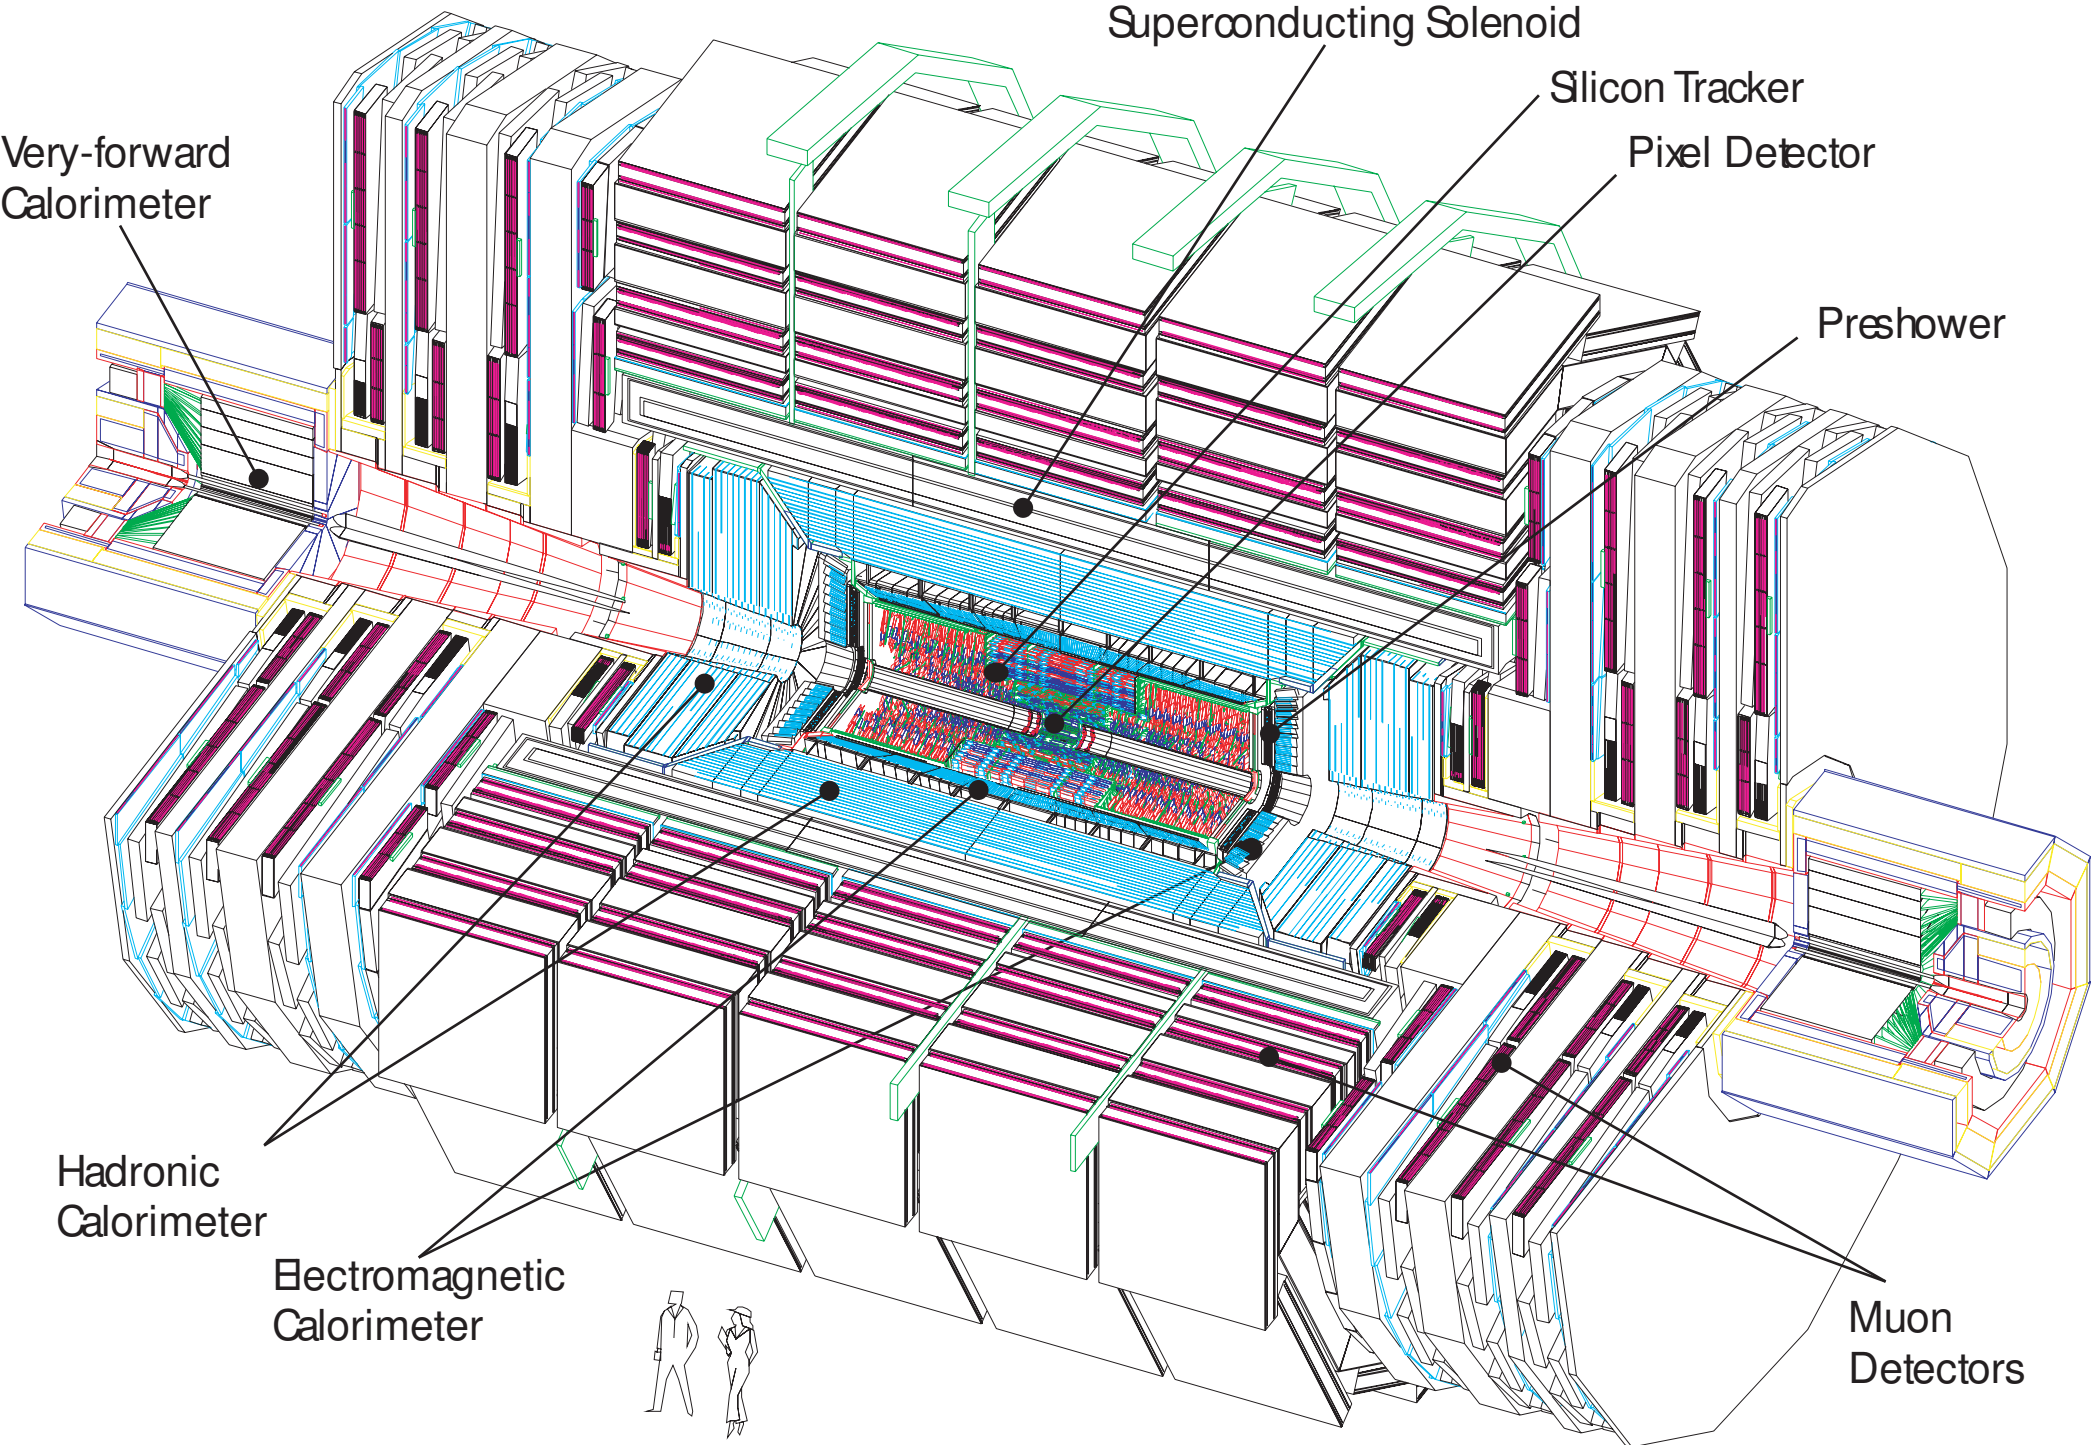 Superconducting Solenoid
Silicon Tracker
Pixel Detector
Very-forward
Calorimeter
Preshower
Hadronic
Calorimeter
Electromagnetic
Calorimeter
Muon
Detectors